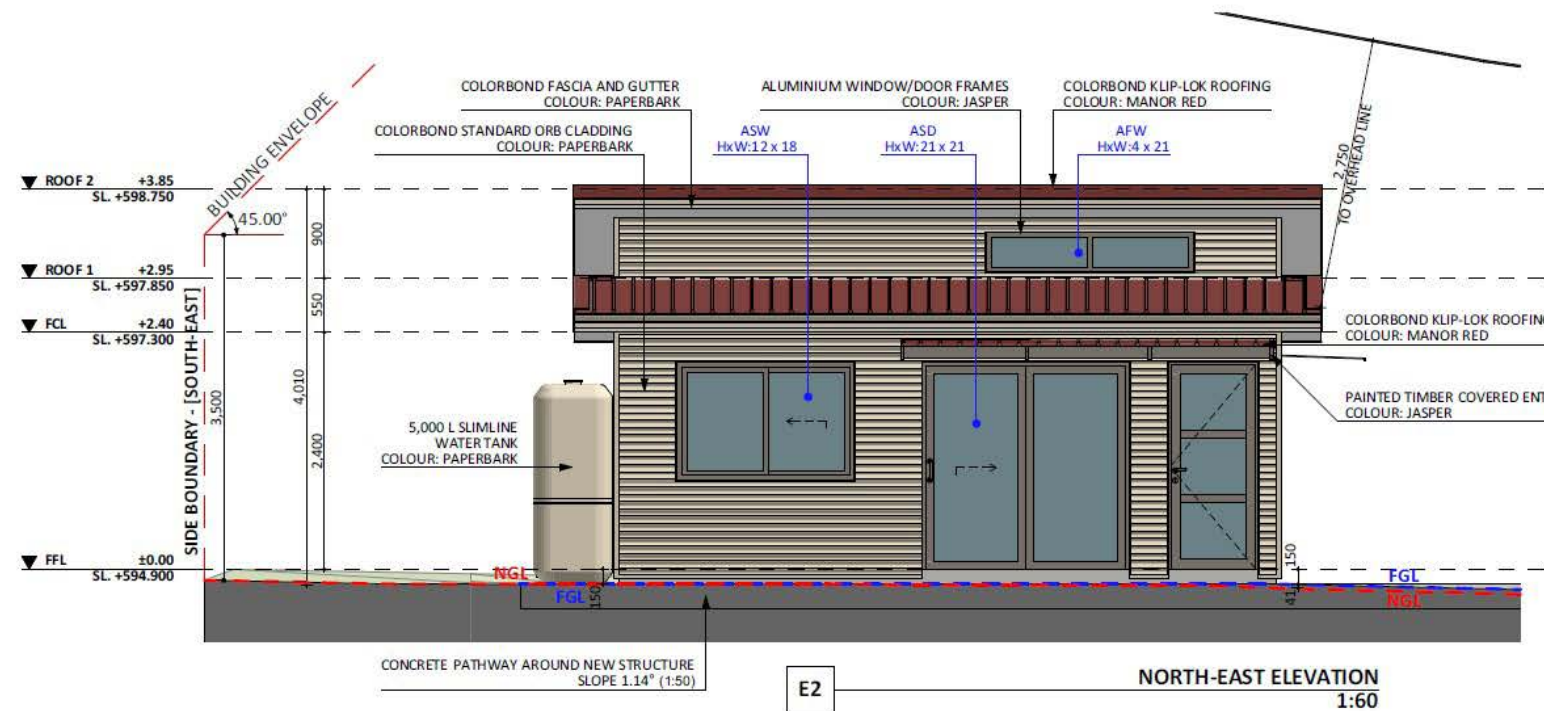 COLORBOND FASCIA AND GUTTER
COLOUR: PAPERBARK
ALUMINIUM WINDOW/DOOR FRAMES
COLOUR: JASPER
COLORBOND KLIP-LOK ROOFING
COLOUR: MANOR RED
BUILDING ENVELOPE
45.00°
COLORBOND STANDARD ORB CLADDING
COLOUR: PAPERBARK
ASW
HxW:12 x 18
ASD
HxW:21 x 21
AFW
HxW:4 x 21
2,750
TO OVERHEAD LINE
ROOF 2 +3.85
SL. +598.750
ROOF 1 +2.95
SL. +597.850
FCL +2.40
SL. +597.300
FFL ±0.00
SL. +594.900
SIDE BOUNDARY - [SOUTH-EAST]
3,500
4,010
900
550
2,400
5,000 L SLIMLINE
WATER TANK
COLOUR: PAPERBARK
COLORBOND KLIP-LOK ROOFING
COLOUR: MANOR RED
PAINTED TIMBER COVERED ENT
COLOUR: JASPER
NGL
FGL
150
150
41
FGL
NGL
CONCRETE PATHWAY AROUND NEW STRUCTURE
SLOPE 1.14° (1:50)
E2
NORTH-EAST ELEVATION
1:60